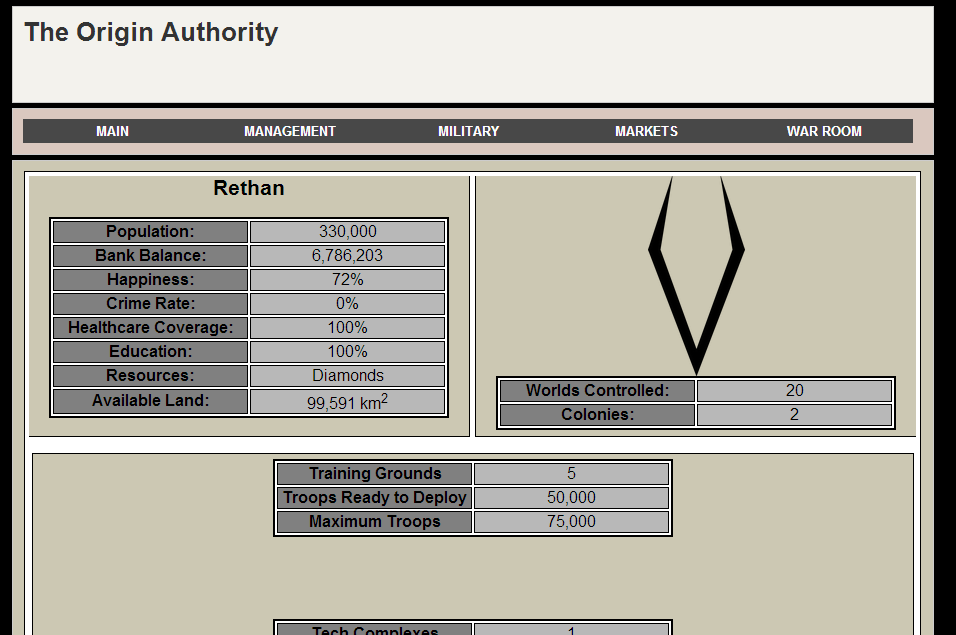 The Origin Authority
MAIN MANAGEMENT MILITARY MARKETS WAR ROOM
Rethan
Population: 330,000
Bank Balance: 6,786,203
Happiness: 72%
Crime Rate: 0%
Healthcare Coverage: 100%
Education: 100%
Resources: Diamonds
Available Land: 99,591 km²
Worlds Controlled: 20
Colonies: 2
Training Grounds 5
Troops Ready to Deploy 50,000
Maximum Troops 75,000
Tech Complexes 1